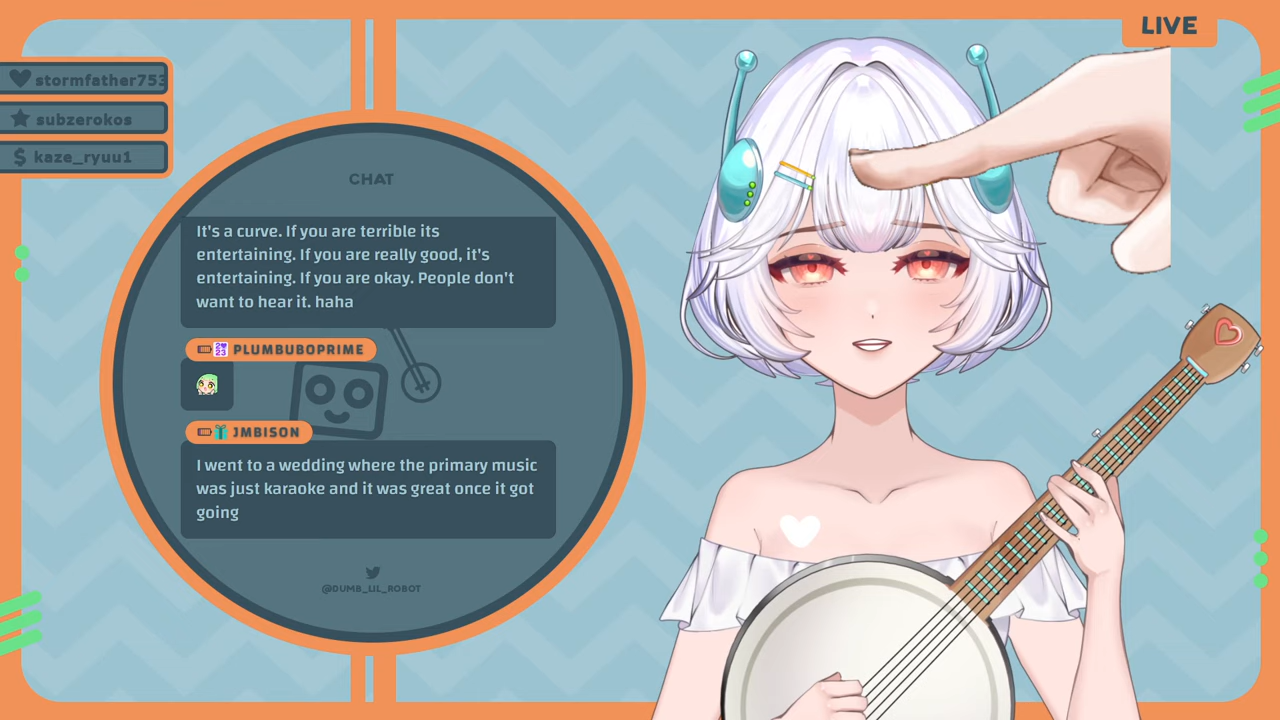 LIVE
stormfather753
subzerokos
kaze_ryuu1
CHAT
It's a curve. If you are terrible its
entertaining. If you are really good, it's
entertaining. If you are okay. People don't
want to hear it. haha
PLUMBUBOPRIME
JMBISON
I went to a wedding where the primary music
was just karaoke and it was great once it got
going
@DUMB_LIL_ROBOT